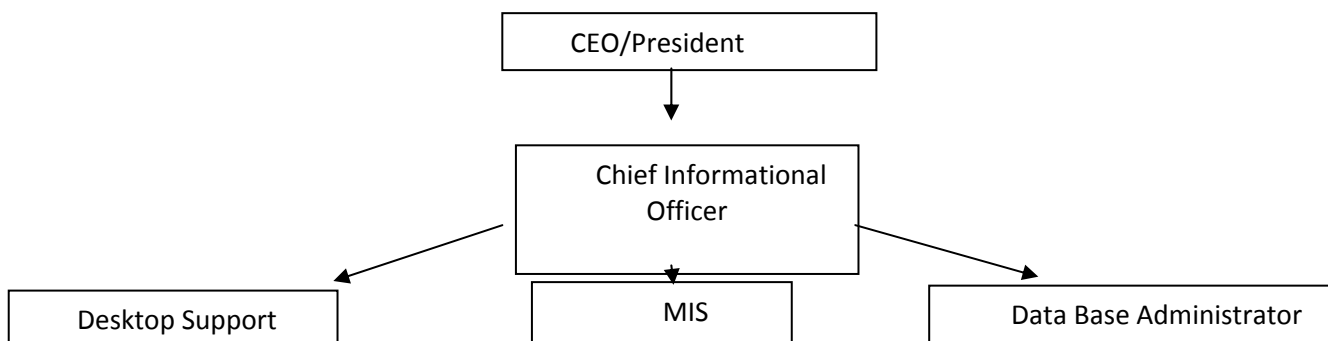 CEO/President
Chief Informational
Officer
Desktop Support
MIS
Data Base Administrator